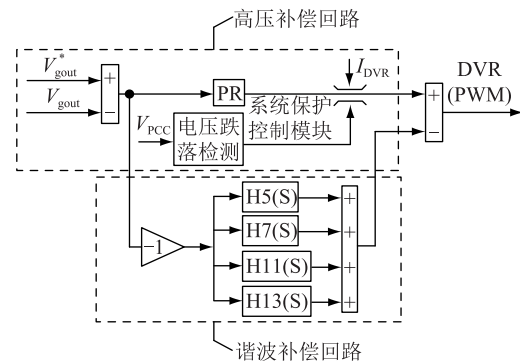 高压补偿回路
V*gout
Vgout
+
−
PR
IDVR
系统保护
控制模块
VPCC
电压跌
落检测
+
−
DVR
(PWM)
−1
H5(S)
H7(S)
H11(S)
H13(S)
+
+
+
+
谐波补偿回路